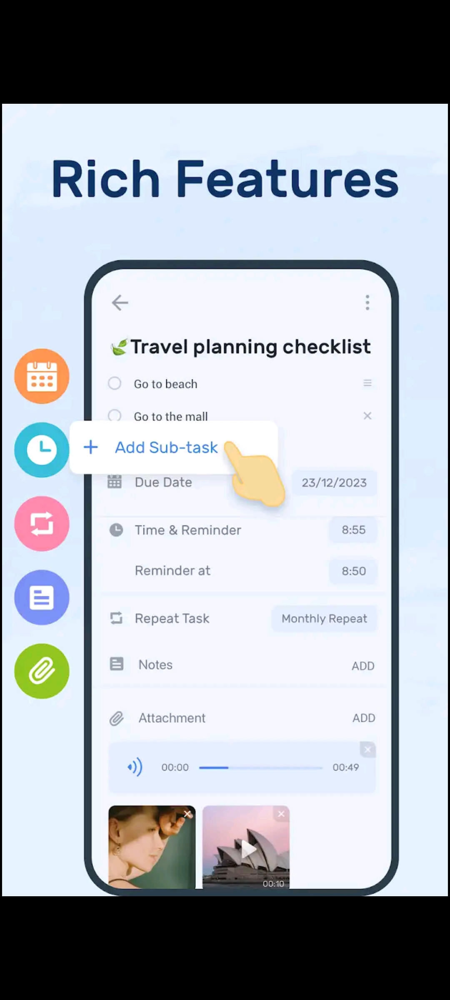 Rich Features
Travel planning checklist
Go to beach
Go to the mall
Add Sub-task
Due Date 23/12/2023
Time & Reminder 8:55
Reminder at 8:50
Repeat Task Monthly Repeat
Notes ADD
Attachment ADD
00:00 00:49
00:10